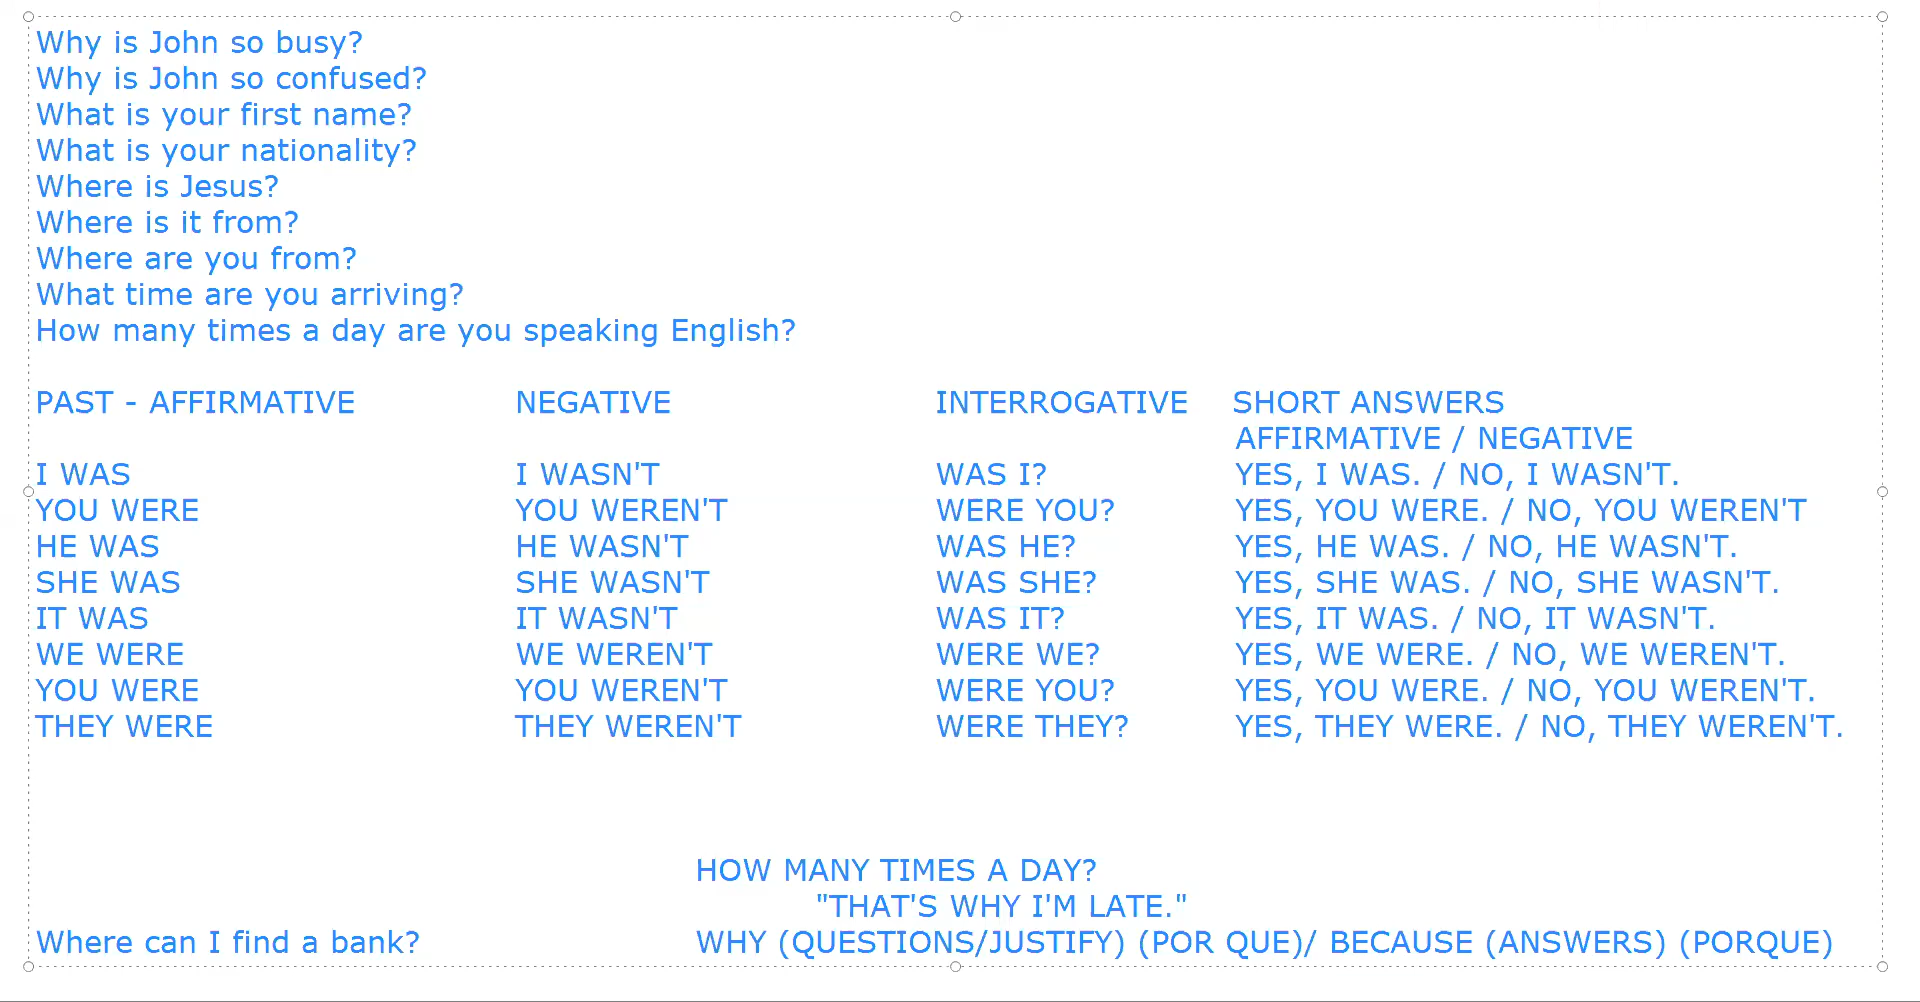 Why is John so busy?
Why is John so confused?
What is your first name?
What is your nationality?
Where is Jesus?
Where is it from?
Where are you from?
What time are you arriving?
How many times a day are you speaking English?
PAST - AFFIRMATIVE NEGATIVE INTERROGATIVE SHORT ANSWERS
AFFIRMATIVE / NEGATIVE
I WAS I WASN'T WAS I? YES, I WAS. / NO, I WASN'T.
YOU WERE YOU WEREN'T WERE YOU? YES, YOU WERE. / NO, YOU WEREN'T
HE WAS HE WASN'T WAS HE? YES, HE WAS. / NO, HE WASN'T.
SHE WAS SHE WASN'T WAS SHE? YES, SHE WAS. / NO, SHE WASN'T.
IT WAS IT WASN'T WAS IT? YES, IT WAS. / NO, IT WASN'T.
WE WERE WE WEREN'T WERE WE? YES, WE WERE. / NO, WE WEREN'T.
YOU WERE YOU WEREN'T WERE YOU? YES, YOU WERE. / NO, YOU WEREN'T.
THEY WERE THEY WEREN'T WERE THEY? YES, THEY WERE. / NO, THEY WEREN'T.
HOW MANY TIMES A DAY?
"THAT'S WHY I'M LATE."
Where can I find a bank? WHY (QUESTIONS/JUSTIFY) (POR QUE)/ BECAUSE (ANSWERS) (PORQUE)